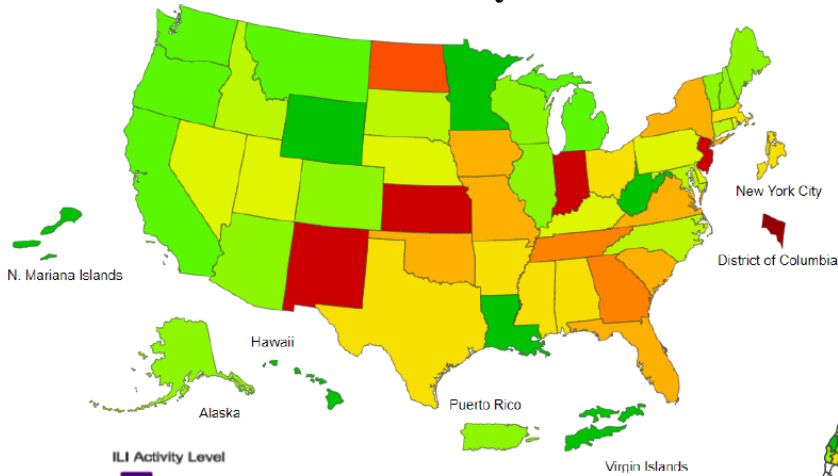 New York City
District of Columbia
N. Mariana Islands
Hawaii
Alaska
Puerto Rico
Virgin Islands
ILI Activity Level